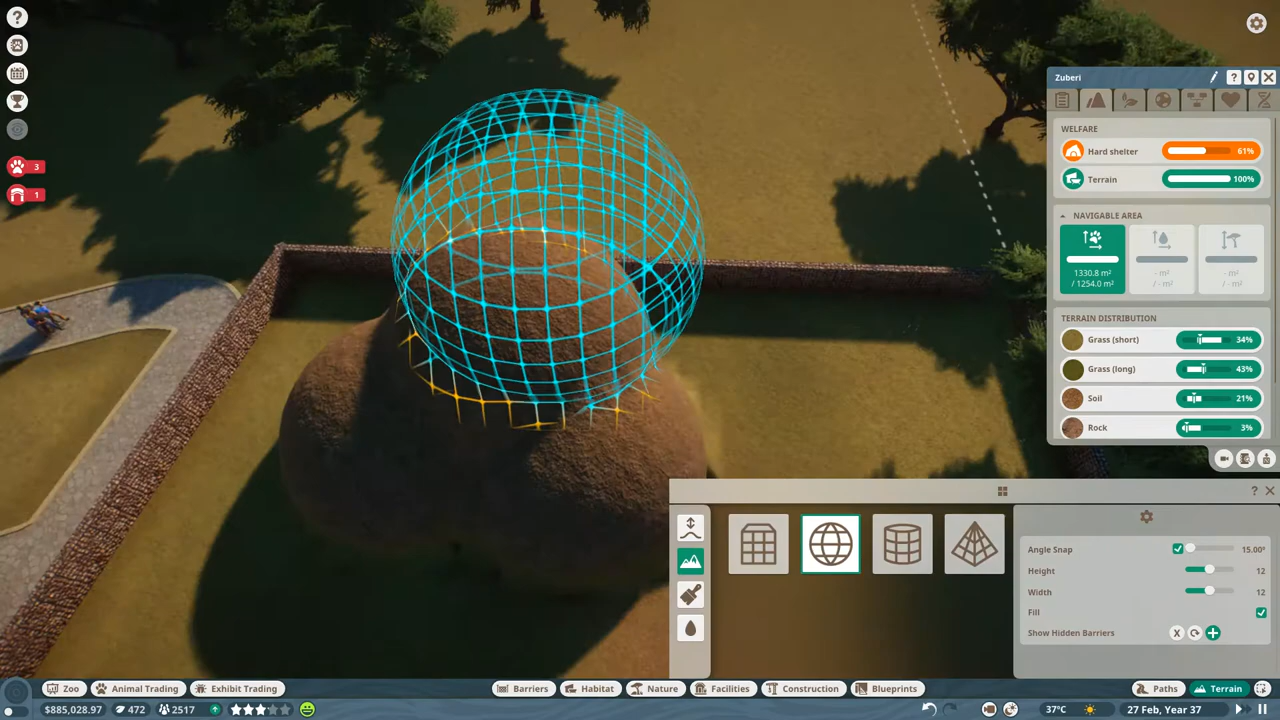 ?
3
1
Zuberi
?
WELFARE
Hard shelter 61%
Terrain 100%
NAVIGABLE AREA
1330.8 m² / 1254.0 m²
- m² / - m²
- m² / - m²
TERRAIN DISTRIBUTION
Grass (short) 34%
Grass (long) 43%
Soil 21%
Rock 3%
?
Angle Snap 15.00°
Height 12
Width 12
Fill
Show Hidden Barriers X
Zoo Animal Trading Exhibit Trading Barriers Habitat Nature Facilities Construction Blueprints Paths Terrain
$885,028.97 472 2517 37°C 27 Feb, Year 37